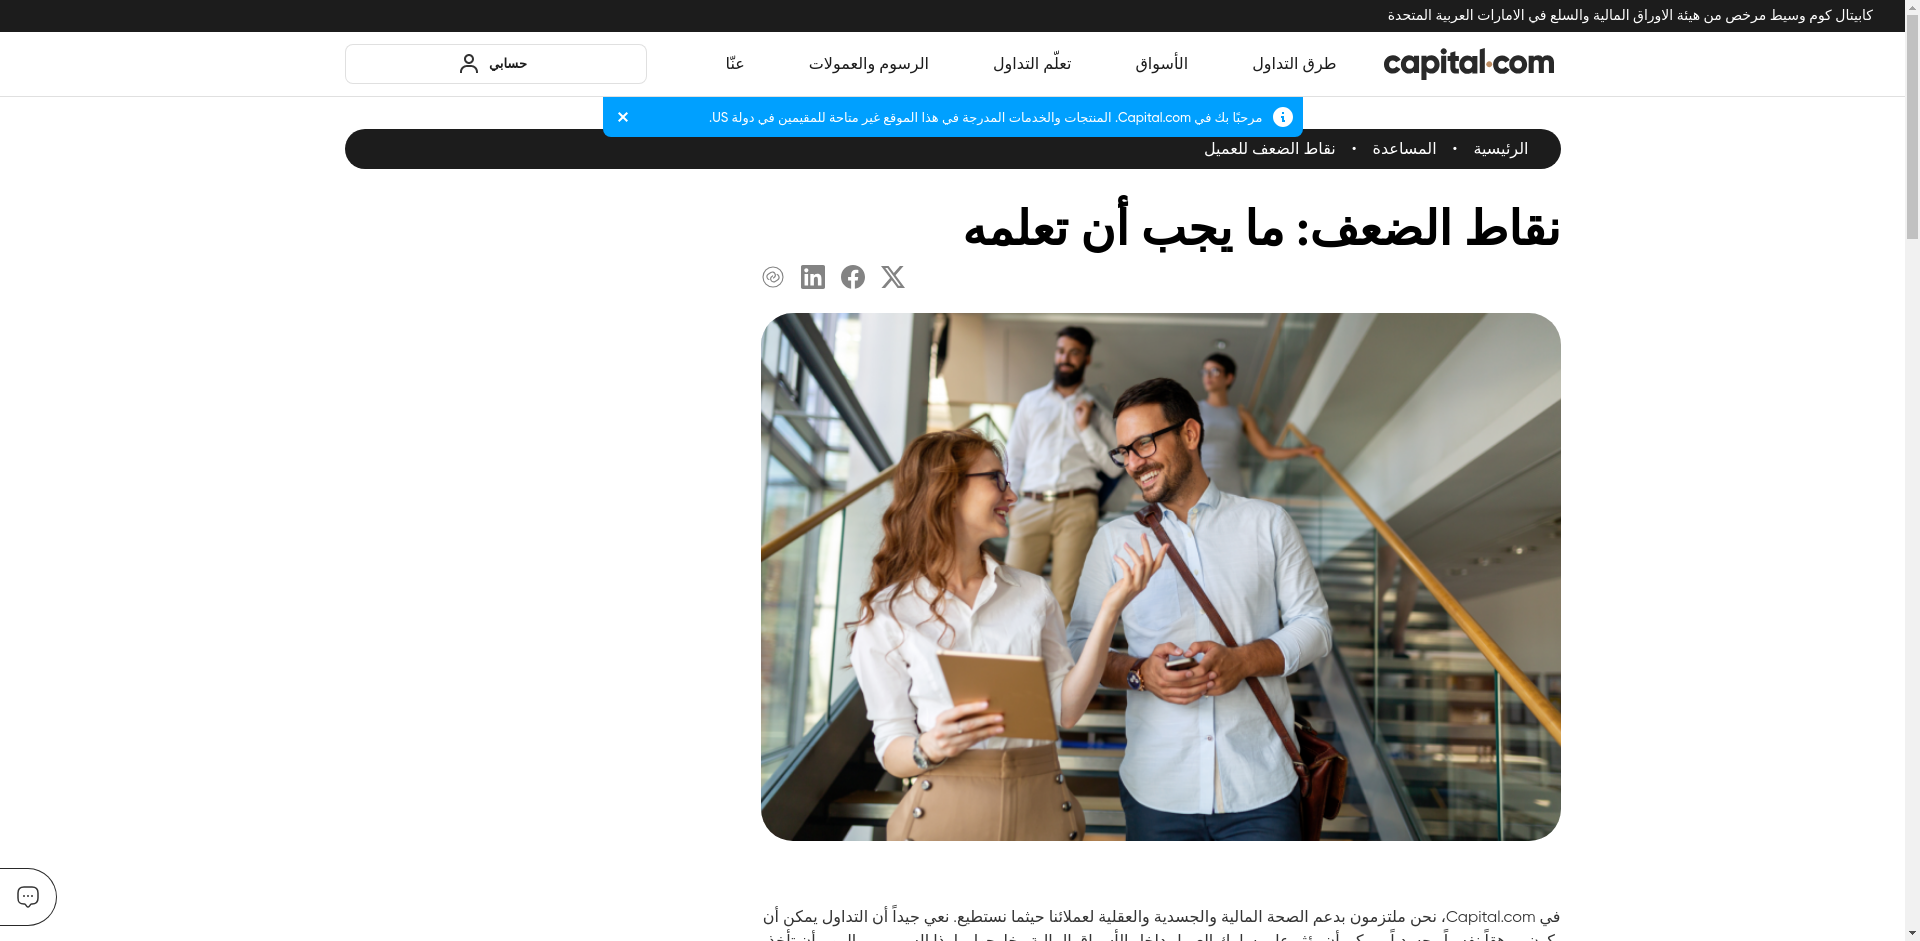 كابيتال كوم وسيط مرخص من هيئة الاوراق المالية والسلع في الامارات العربية المتحدة
capital.com
طرق التداول
الأسواق
تعلّم التداول
الرسوم والعمولات
عنّا
حسابي
مرحبًا بك في Capital.com. المنتجات والخدمات المدرجة في هذا الموقع غير متاحة للمقيمين في دولة US.
الرئيسية • المساعدة • نقاط الضعف للعميل
نقاط الضعف: ما يجب أن تعلمه
في Capital.com، نحن ملتزمون بدعم الصحة المالية والجسدية والعقلية لعملائنا حيثما نستطيع. نعي جيداً أن التداول يمكن أن